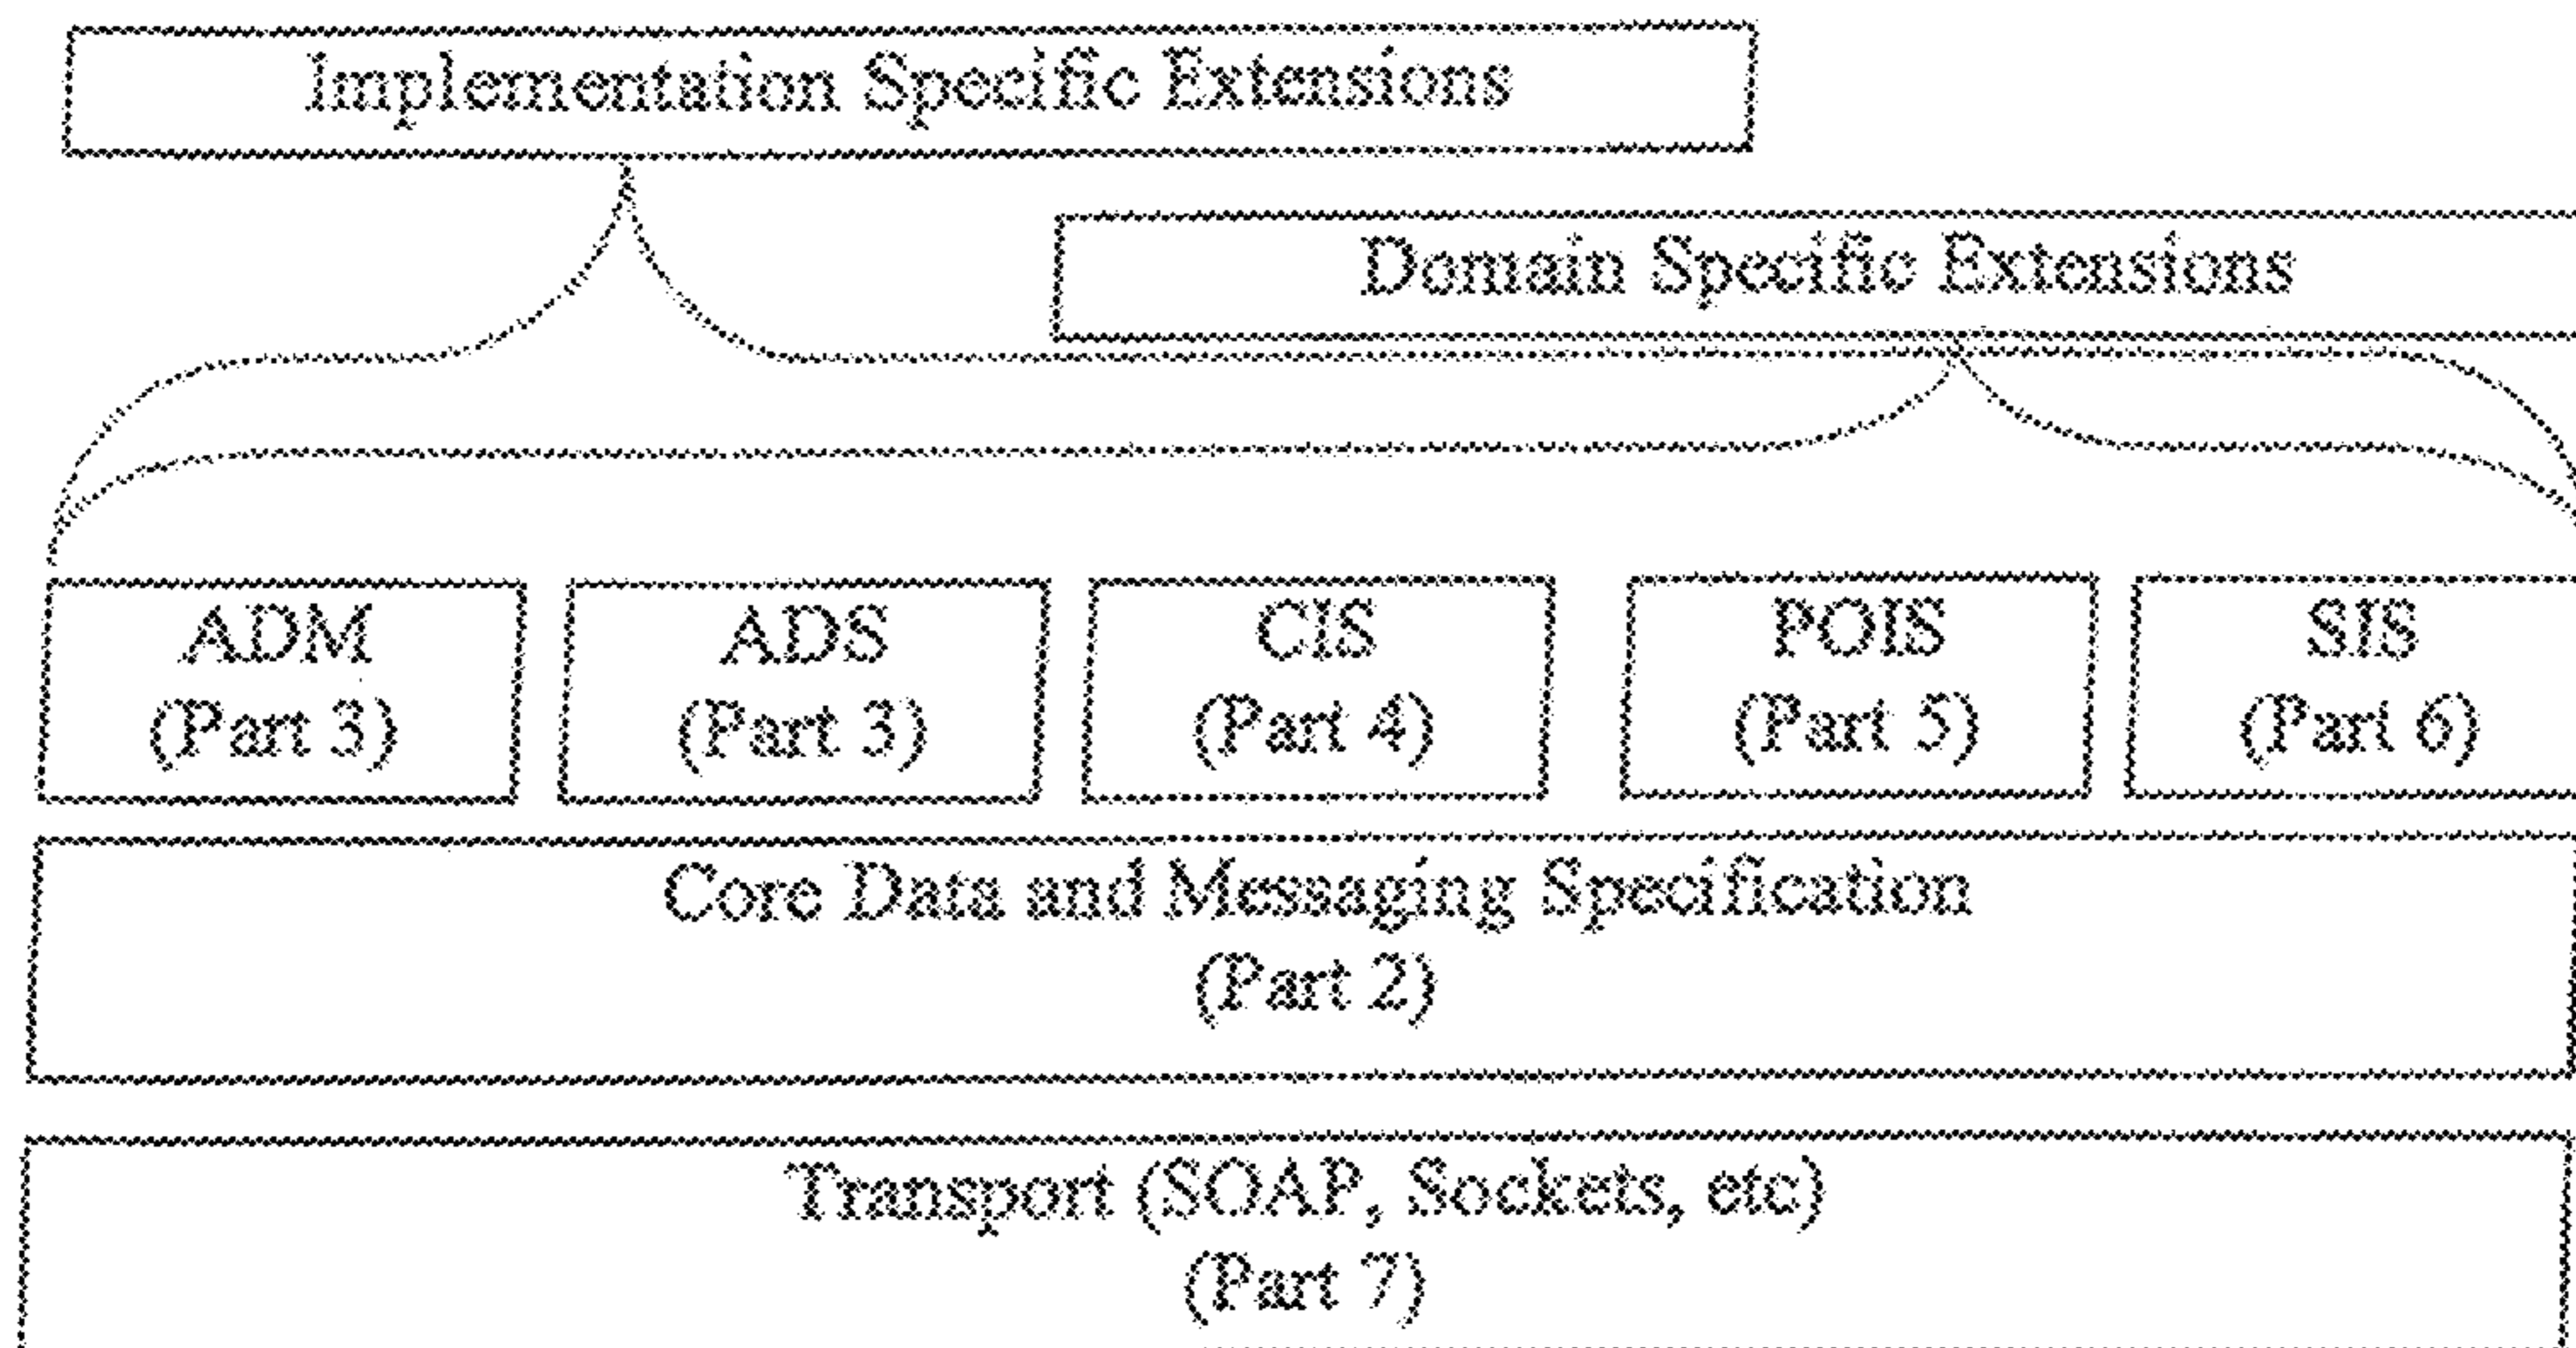 Implementation Specific Extensions
Domain Specific Extensions
ADM
(Part 3)
ADS
(Part 3)
CIS
(Part 4)
POIS
(Part 5)
SIS
(Part 6)
Core Data and Messaging Specification
(Part 2)
Transport (SOAP, Sockets, etc)
(Part 7)